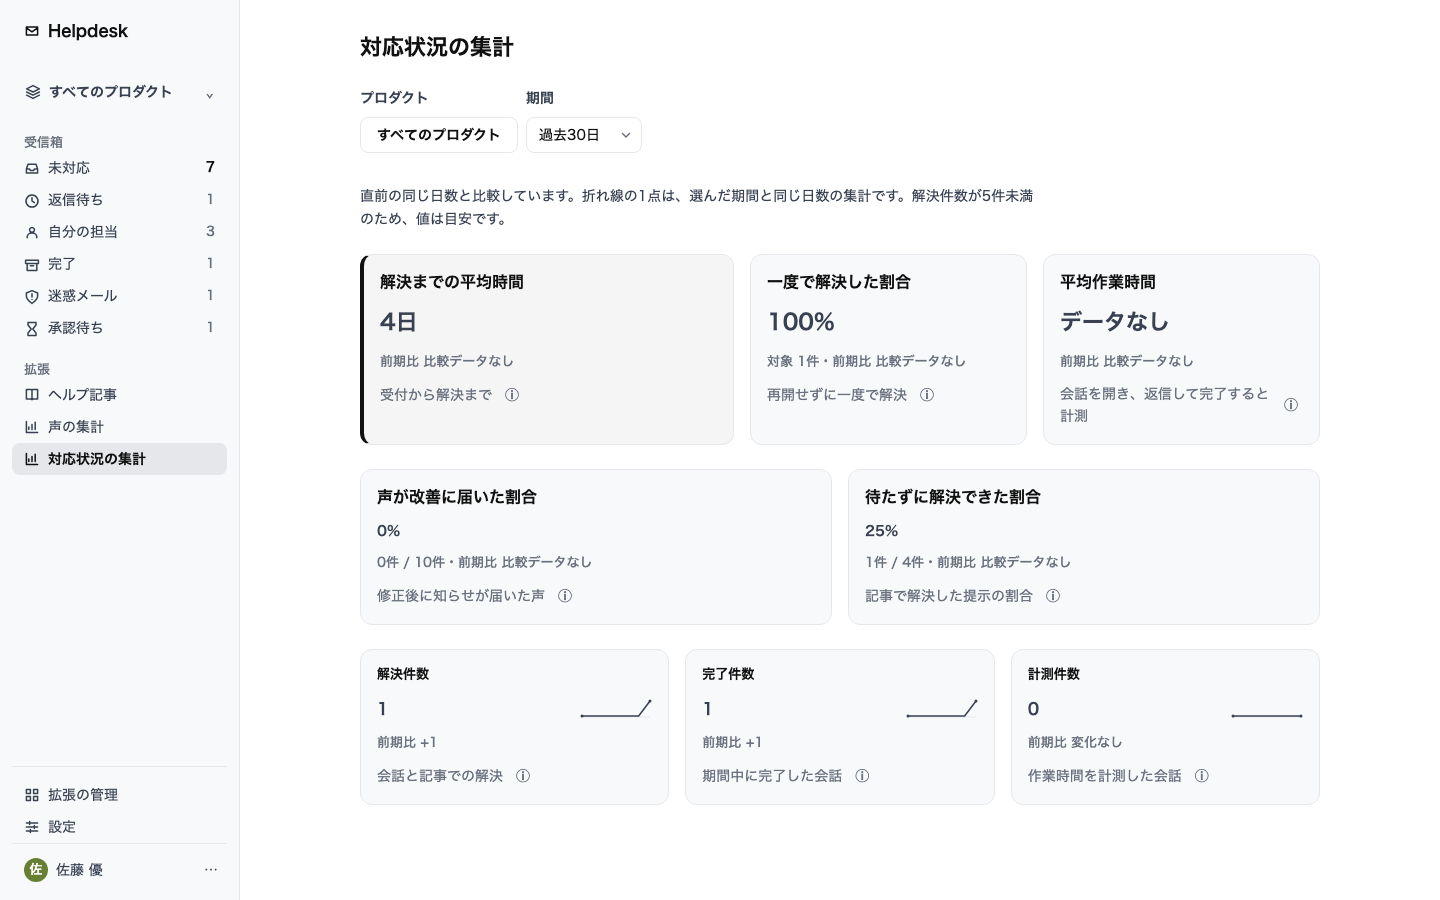 Helpdesk
すべてのプロダクト
受信箱
未対応 7
返信待ち 1
自分の担当 3
完了 1
迷惑メール 1
承認待ち 1
拡張
ヘルプ記事
声の集計
対応状況の集計
拡張の管理
設定
佐 佐藤 優 …
対応状況の集計
プロダクト 期間
すべてのプロダクト 過去30日
直前の同じ日数と比較しています。折れ線の1点は、選んだ期間と同じ日数の集計です。解決件数が5件未満
のため、値は目安です。
解決までの平均時間
4日
前期比 比較データなし
受付から解決まで
一度で解決した割合
100%
対象 1件・前期比 比較データなし
再開せずに一度で解決
平均作業時間
データなし
前期比 比較データなし
会話を開き、返信して完了すると
計測
声が改善に届いた割合
0%
0件 / 10件・前期比 比較データなし
修正後に知らせが届いた声
待たずに解決できた割合
25%
1件 / 4件・前期比 比較データなし
記事で解決した提示の割合
解決件数
1
前期比 +1
会話と記事での解決
完了件数
1
前期比 +1
期間中に完了した会話
計測件数
0
前期比 変化なし
作業時間を計測した会話